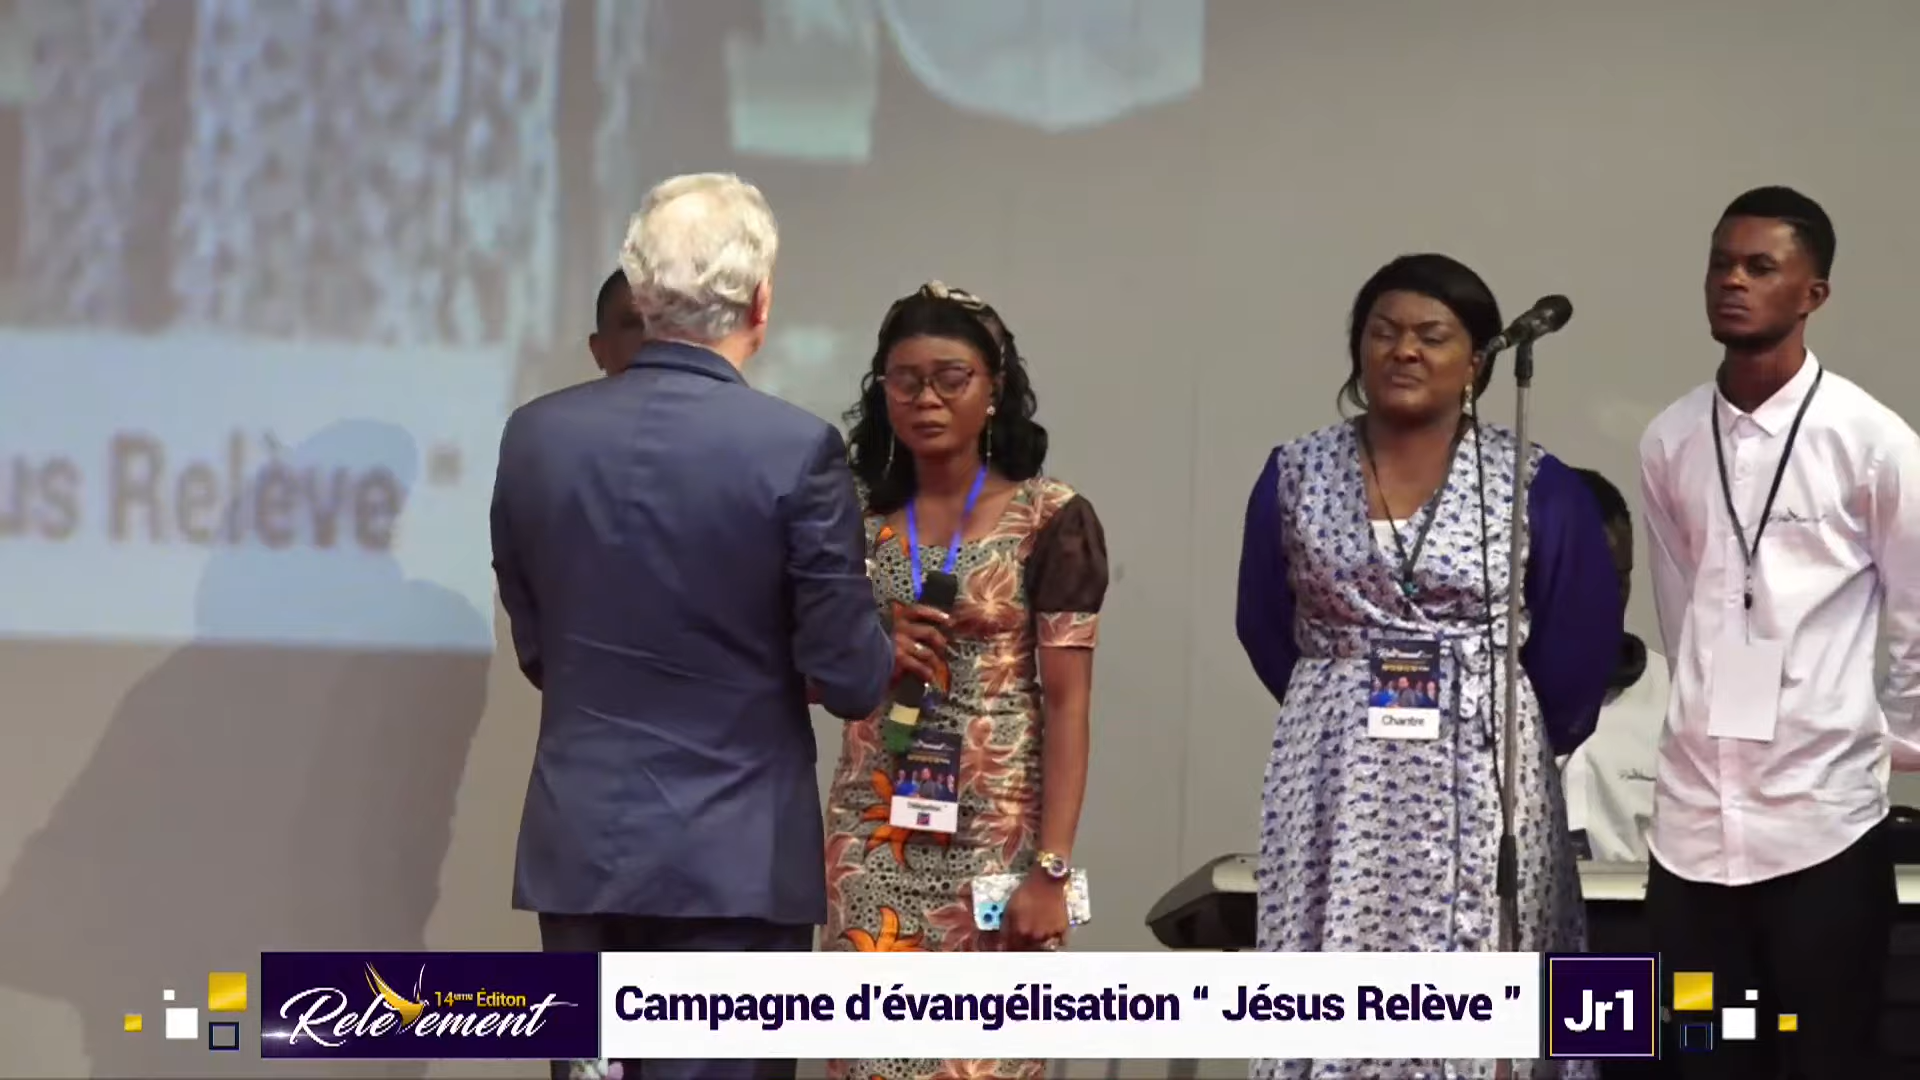 us Relève "
Chantre
14ème Éditon
Relèvement
Campagne d'évangélisation “ Jésus Relève ”
Jr1